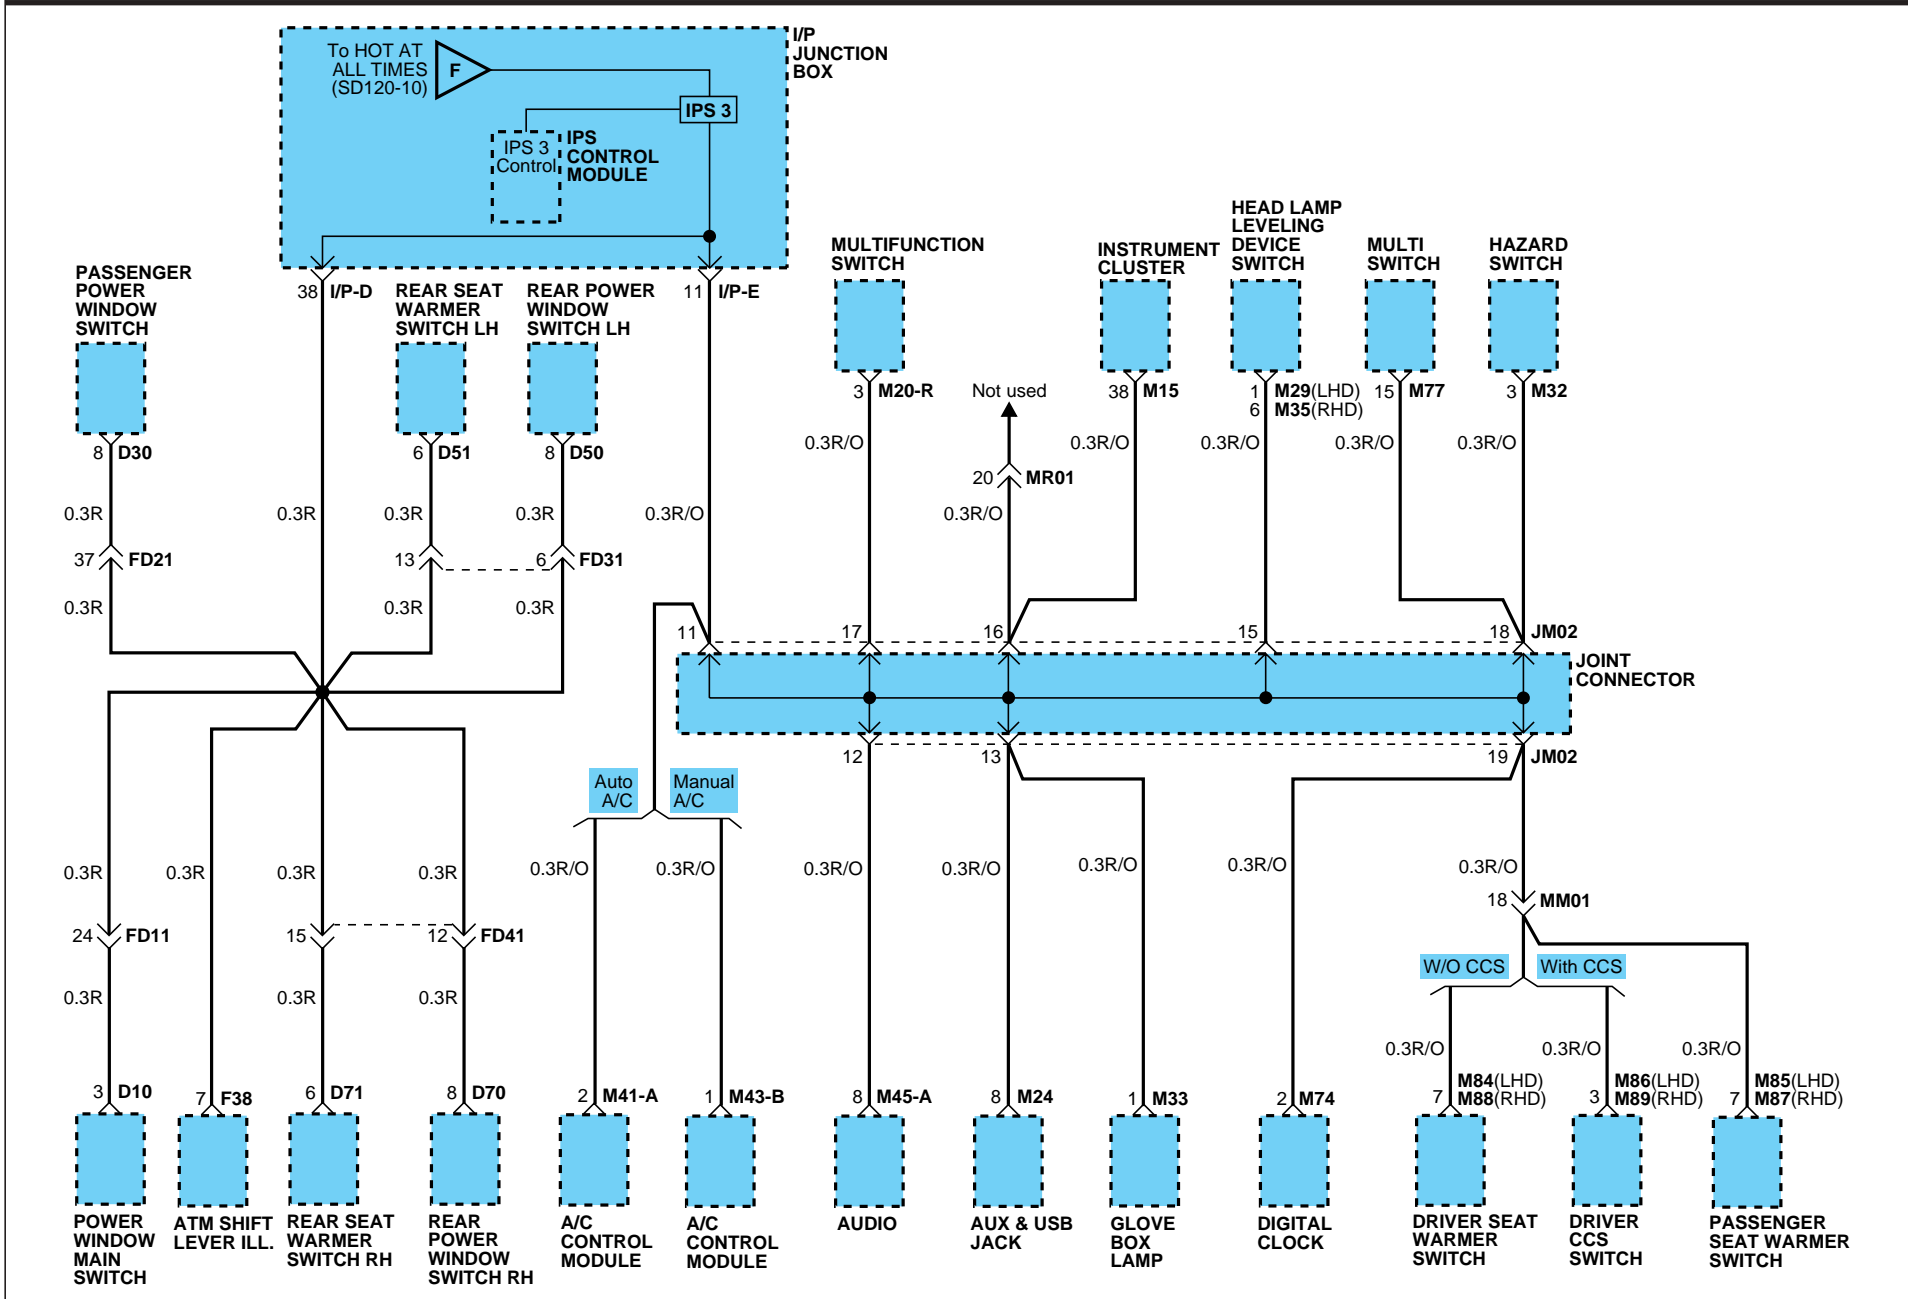 To HOT AT
ALL TIMES
(SD120-10)
F
IPS 3
IPS 3
Control
IPS
CONTROL
MODULE
I/P
JUNCTION
BOX
38 I/P-D
11 I/P-E
PASSENGER
POWER
WINDOW
SWITCH
REAR SEAT
WARMER
SWITCH LH
REAR POWER
WINDOW
SWITCH LH
MULTIFUNCTION
SWITCH
INSTRUMENT
CLUSTER
HEAD LAMP
LEVELING
DEVICE
SWITCH
MULTI
SWITCH
HAZARD
SWITCH
8 D30
6 D51
8 D50
3 M20-R
Not used
38 M15
1 M29(LHD)
6 M35(RHD)
15 M77
3 M32
0.3R/O
0.3R/O
0.3R/O
0.3R/O
0.3R/O
20 MR01
0.3R
0.3R
0.3R
0.3R
0.3R/O
0.3R/O
37 FD21
13
6 FD31
0.3R
0.3R
0.3R
11
17
16
15
18 JM02
JOINT
CONNECTOR
12
13
19 JM02
Auto
A/C
Manual
A/C
0.3R
0.3R
0.3R
0.3R
0.3R/O
0.3R/O
0.3R/O
0.3R/O
0.3R/O
0.3R/O
0.3R/O
18 MM01
24 FD11
15
12 FD41
W/O CCS
With CCS
0.3R
0.3R
0.3R
0.3R/O
0.3R/O
0.3R/O
3 D10
7 F38
6 D71
8 D70
2 M41-A
1 M43-B
8 M45-A
8 M24
1 M33
2 M74
7
M84(LHD)
M88(RHD)
3
M86(LHD)
M89(RHD)
7
M85(LHD)
M87(RHD)
POWER
WINDOW
MAIN
SWITCH
ATM SHIFT
LEVER ILL.
REAR SEAT
WARMER
SWITCH RH
REAR
POWER
WINDOW
SWITCH RH
A/C
CONTROL
MODULE
A/C
CONTROL
MODULE
AUDIO
AUX & USB
JACK
GLOVE
BOX
LAMP
DIGITAL
CLOCK
DRIVER SEAT
WARMER
SWITCH
DRIVER
CCS
SWITCH
PASSENGER
SEAT WARMER
SWITCH